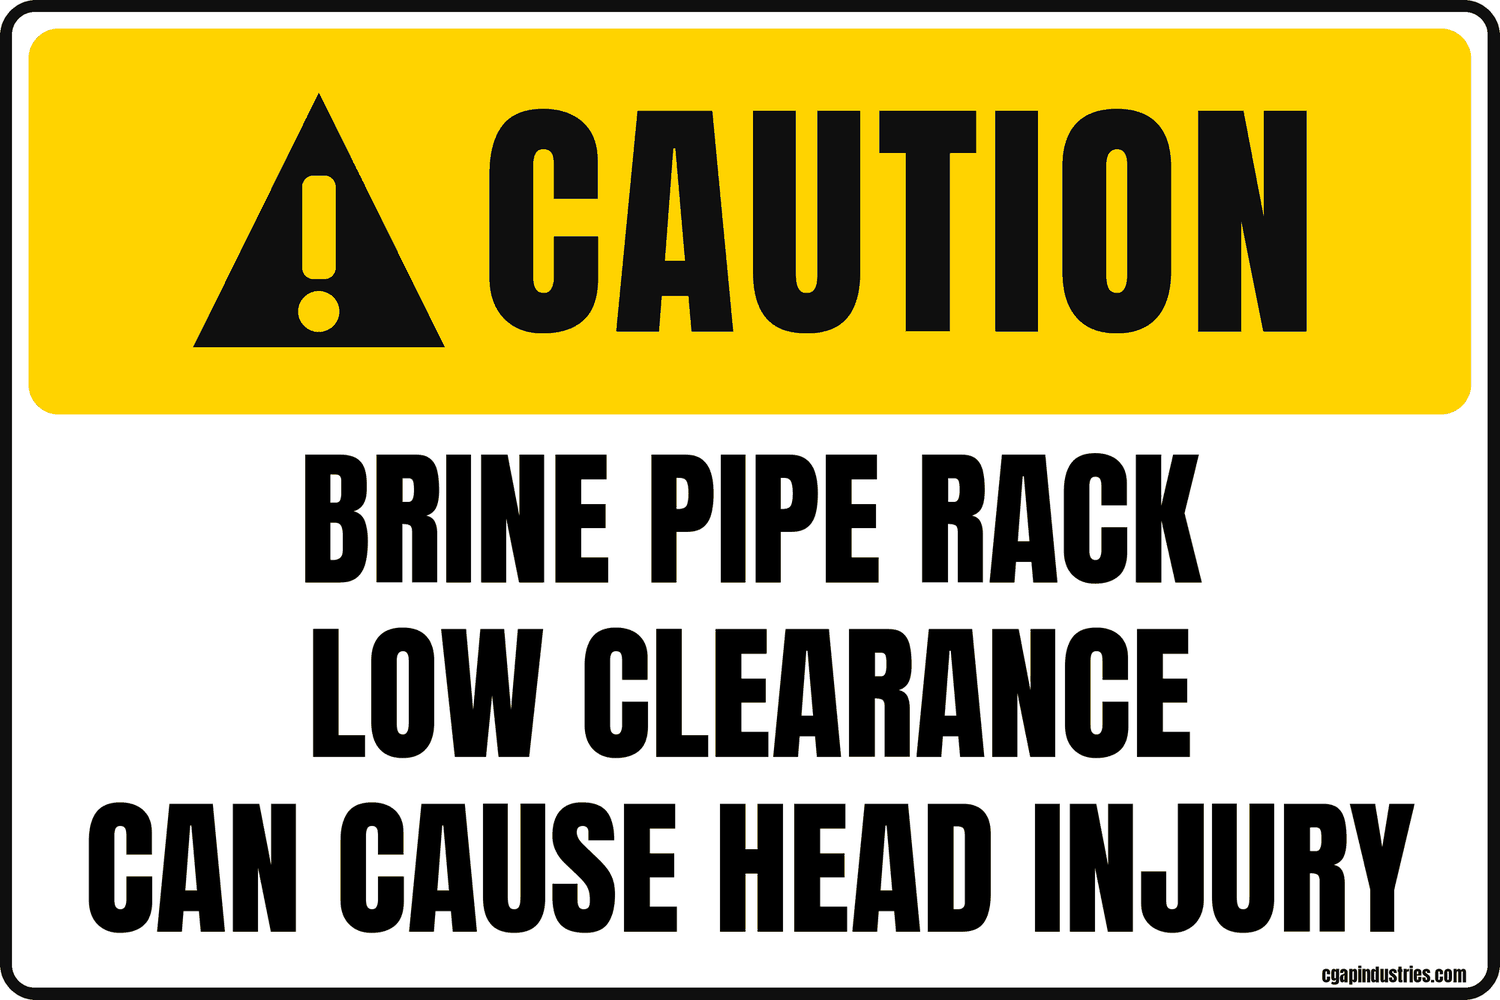 CAUTION
BRINE PIPE RACK
LOW CLEARANCE
CAN CAUSE HEAD INJURY
cgapindustries.com